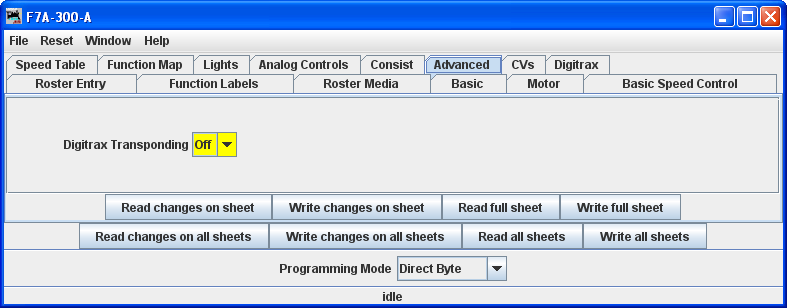 F7A-300-A
File Reset Window Help
Speed Table Function Map Lights Analog Controls Consist Advanced CVs Digitrax
Roster Entry Function Labels Roster Media Basic Motor Basic Speed Control
Digitrax Transponding Off
Read changes on sheet Write changes on sheet Read full sheet Write full sheet
Read changes on all sheets Write changes on all sheets Read all sheets Write all sheets
Programming Mode Direct Byte
idle